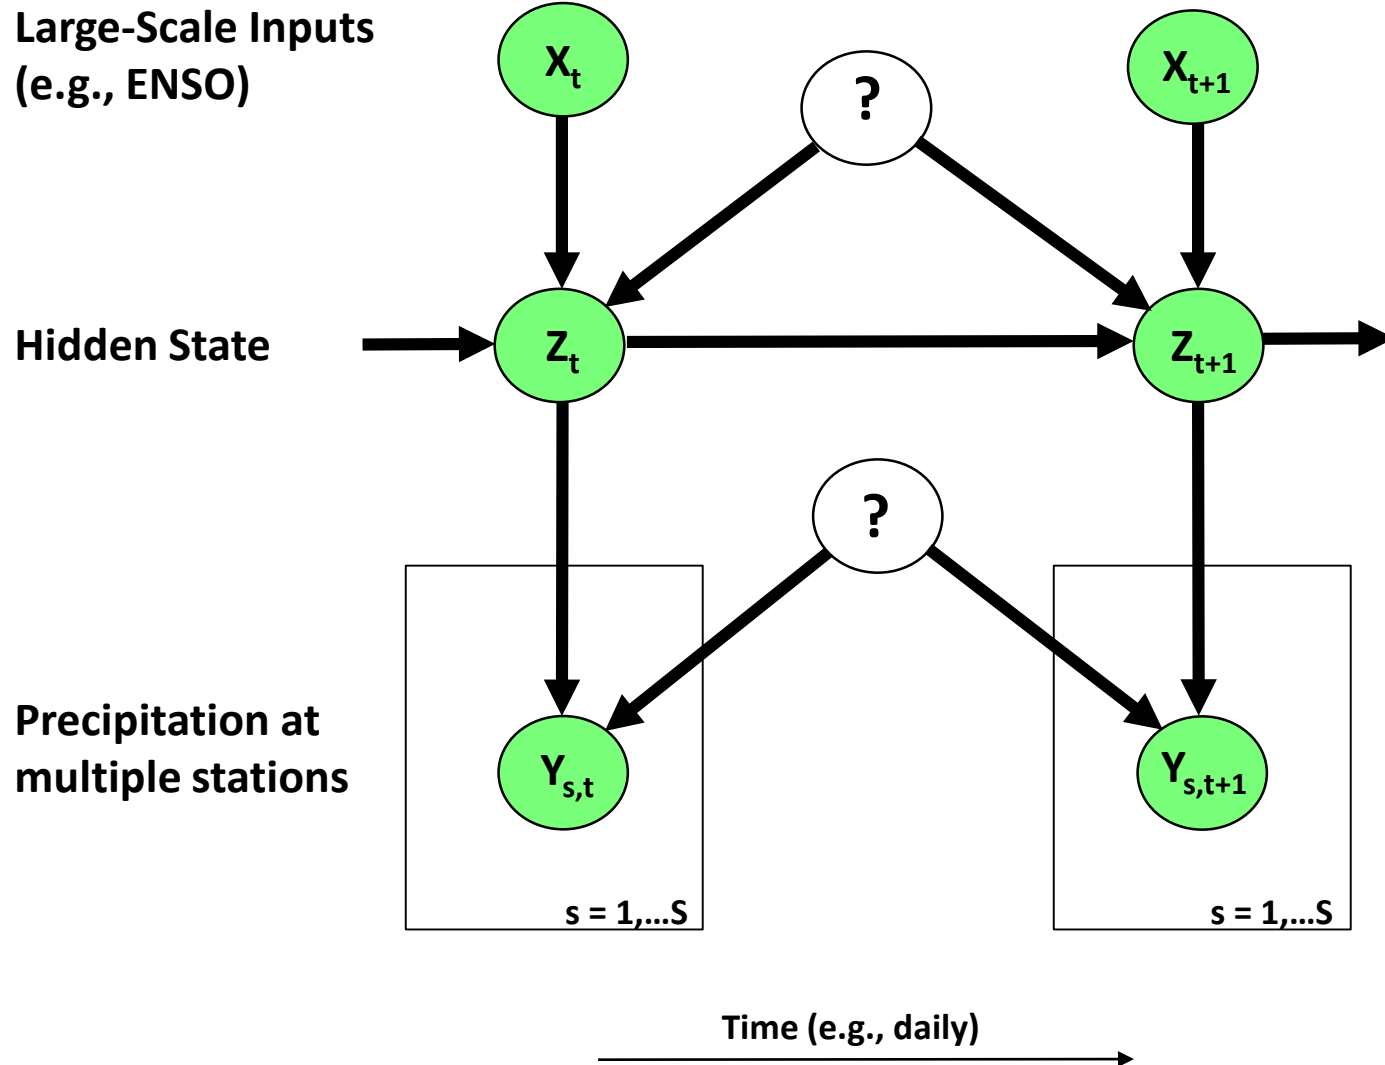 Large-Scale Inputs
(e.g., ENSO)
Xt
?
Xt+1
Hidden State
Zt
Zt+1
?
Precipitation at
multiple stations
Ys,t
Ys,t+1
s = 1,...S
s = 1,...S
Time (e.g., daily)